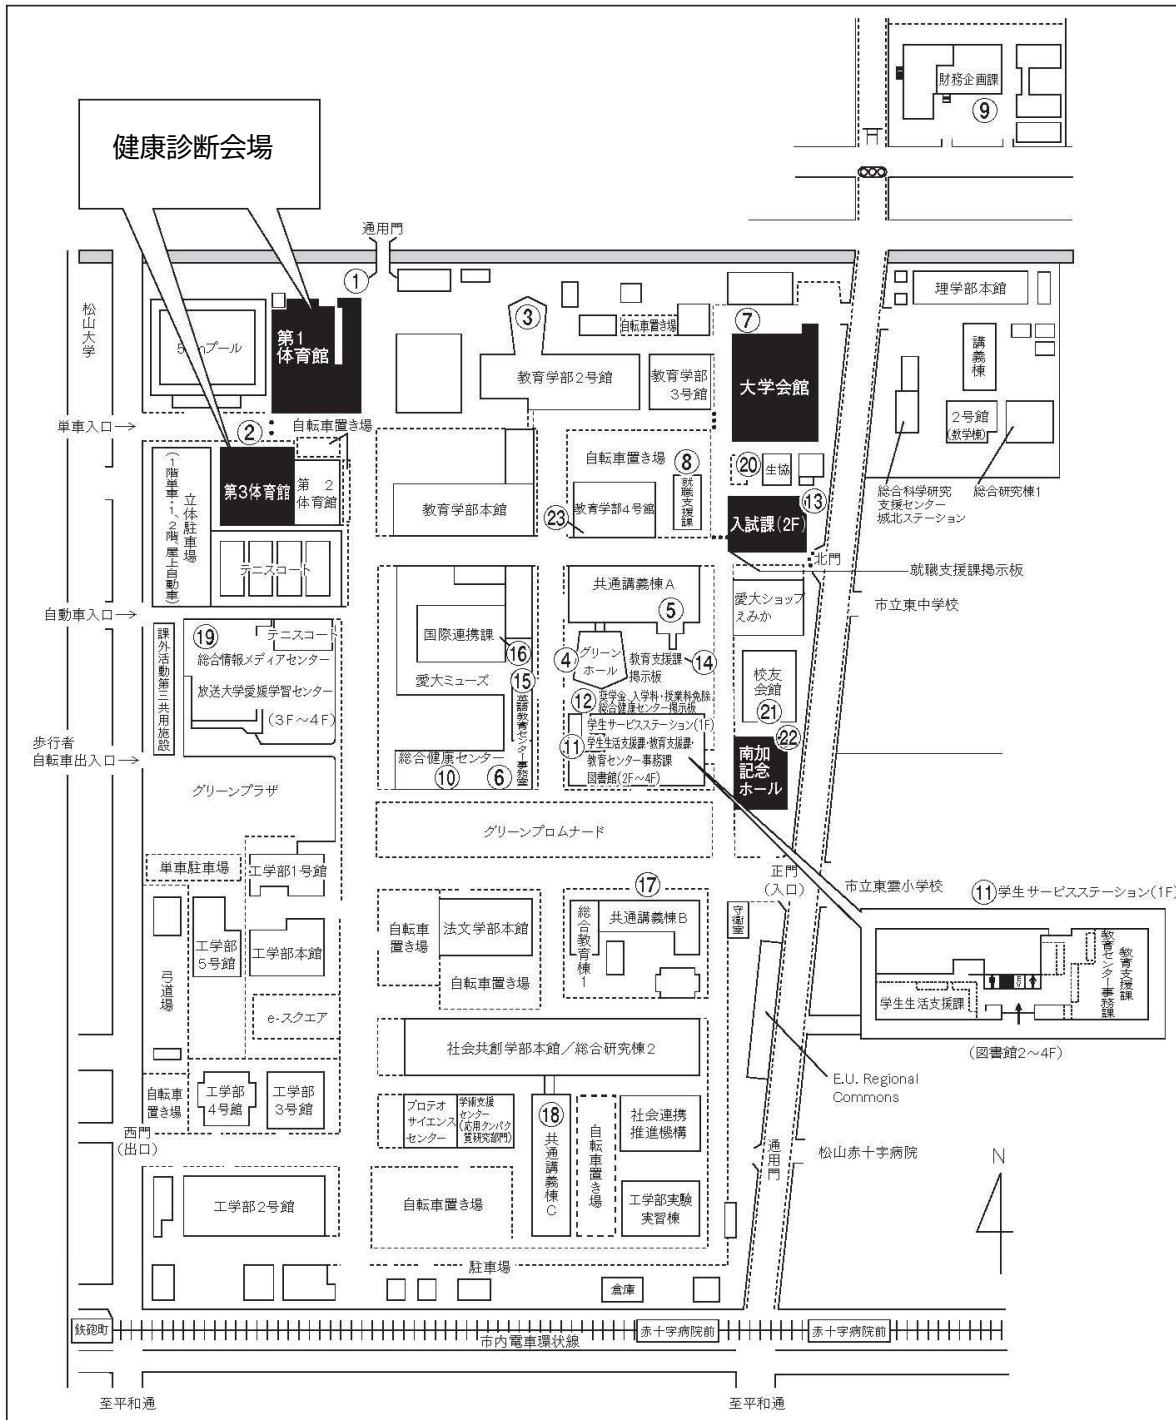 健康診断会場
財務企画課
⑨
通用門
①
松山大学
50mプール
第1
体育館
③
自転車置き場
⑦
理学部本館
教育学部2号館
教育学部
3号館
大学会館
講義棟
2号館
(数学棟)
単車入口
②
自転車置き場
自転車置き場
⑧
就職支援課
⑳
生協
⑬
総合科学研究
支援センター
城北ステーション
総合研究棟1
立体駐車場
(1階単車・1、2階、屋上自動車)
第3体育館
第2
体育館
教育学部本館
教育学部4号館
㉓
入試課(2F)
北門
就職支援課掲示板
テニスコート
共通講義棟A
⑤
愛大ショップ
えみか
市立東中学校
自動車入口
課外活動第三共用施設
⑲
テニスコート
総合情報メディアセンター
放送大学愛媛学習センター
(3F~4F)
国際連携課
⑯
愛大ミューズ
⑮
英語教育センター事務室
④
グリーン
ホール
教育支援課
掲示板
⑭
校友
会館
㉑
⑫
奨学金、入学料・授業料免除、
総合健康センター掲示板
学生サービスステーション(1F)
⑪
学生生活支援課・教育支援課・
教育センター事務課
図書館(2F~4F)
㉒
南加
記念
ホール
歩行者
自転車出入口
総合健康センター
⑩
⑥
グリーンプラザ
グリーンプロムナード
単車駐車場
工学部1号館
正門
(入口)
市立東雲小学校
⑪学生サービスステーション(1F)
⑰
総合教育棟1
共通講義棟B
守衛室
自転車
置き場
法文学部本館
自転車置き場
弓道場
工学部
5号館
工学部本館
e-スクエア
学生生活支援課
EV
教育センター事務課
教育支援課
(図書館2~4F)
社会共創学部本館/総合研究棟2
E.U. Regional
Commons
自転車
置き場
工学部
4号館
工学部
3号館
プロテオ
サイエンス
センター
学術支援
センター
(応用タンパク
質研究部門)
⑱
共通講義棟C
自転車置き場
社会連携
推進機構
西門
(出口)
通用門
松山赤十字病院
N
工学部2号館
自転車置き場
工学部実験
実習棟
駐車場
倉庫
鉄砲町
市内電車環状線
赤十字病院前
赤十字病院前
至平和通
至平和通